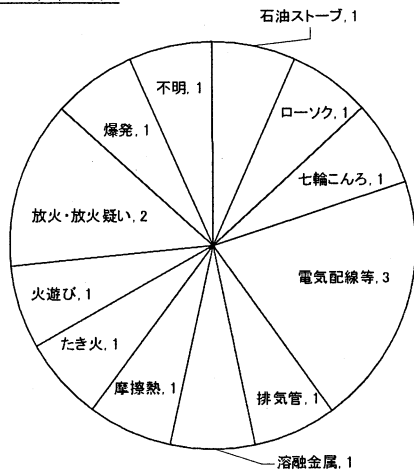 石油ストーブ, 1
ローソク, 1
七輪こんろ, 1
電気配線等, 3
排気管, 1
溶融金属, 1
摩擦熱, 1
たき火, 1
火遊び, 1
放火・放火疑い, 2
爆発, 1
不明, 1